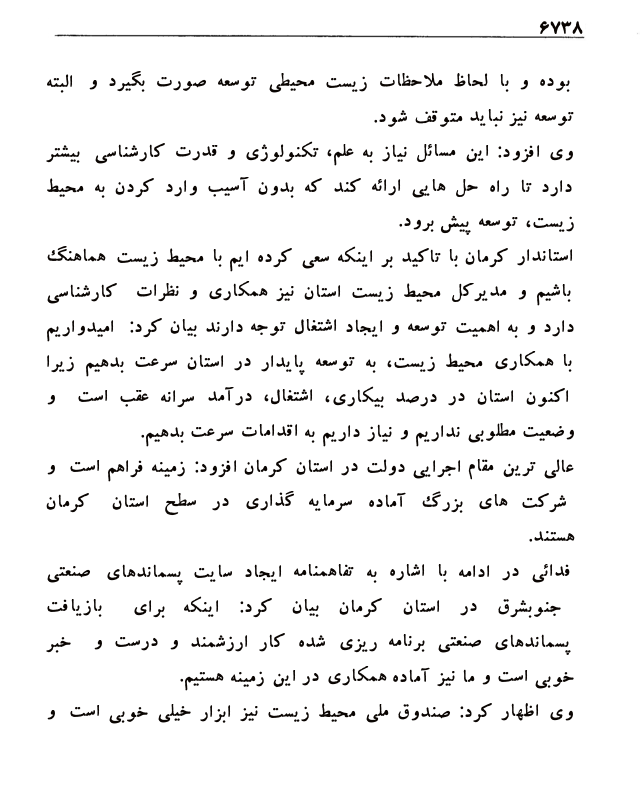 ۶۷۳۸
بوده و با لحاظ ملاحظات زیست محیطی توسعه صورت بگیرد و البته
توسعه نیز نباید متوقف شود.
وی افزود: این مسائل نیاز به علم، تکنولوژی و قدرت کارشناسی بیشتر
دارد تا راه حل هایی ارائه کند که بدون آسیب وارد کردن به محیط
زیست، توسعه پیش برود.
استاندار کرمان با تاکید بر اینکه سعی کرده ایم با محیط زیست هماهنگ
باشیم و مدیرکل محیط زیست استان نیز همکاری و نظرات کارشناسی
دارد و به اهمیت توسعه و ایجاد اشتغال توجه دارند بیان کرد: امیدواریم
با همکاری محیط زیست، به توسعه پایدار در استان سرعت بدهیم زیرا
اکنون استان در درصد بیکاری، اشتغال، درآمد سرانه عقب است و
وضعیت مطلوبی نداریم و نیاز داریم به اقدامات سرعت بدهیم.
عالی ترین مقام اجرایی دولت در استان کرمان افزود: زمینه فراهم است و
شرکت های بزرگ آماده سرمایه گذاری در سطح استان کرمان
هستند.
فدائی در ادامه با اشاره به تفاهمنامه ایجاد سایت پسماندهای صنعتی
جنوبشرق در استان کرمان بیان کرد: اینکه برای بازیافت
پسماندهای صنعتی برنامه ریزی شده کار ارزشمند و درست و خبر
خوبی است و ما نیز آماده همکاری در این زمینه هستیم.
وی اظهار کرد: صندوق ملی محیط زیست نیز ابزار خیلی خوبی است و